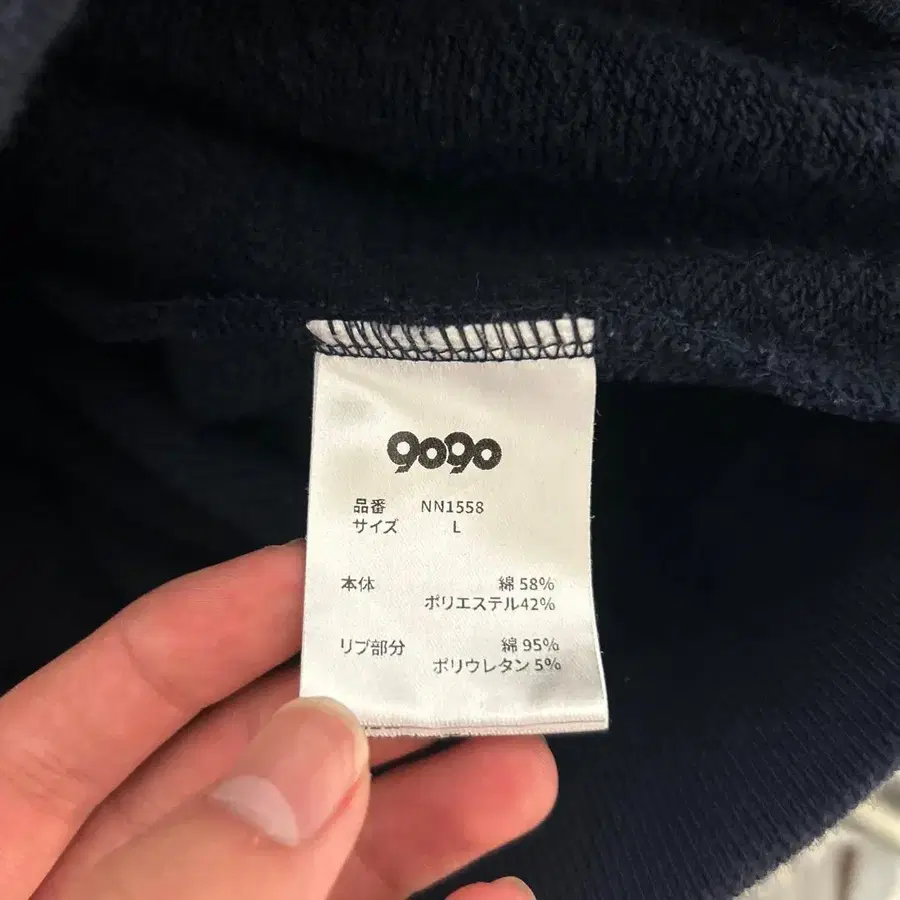 9090
品番 NN1558
サイズ L
本体 綿 58%
ポリエステル42%
リブ部分 綿 95%
ポリウレタン 5%